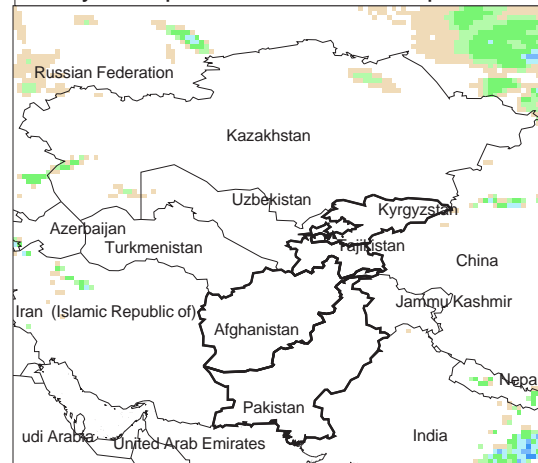 Russian Federation
Kazakhstan
Uzbekistan
Kyrgyzstan
Azerbaijan
Turkmenistan
Tajikistan
China
Iran (Islamic Republic of)
Jammu Kashmir
Afghanistan
Nepa
Pakistan
udi Arabia
United Arab Emirates
India